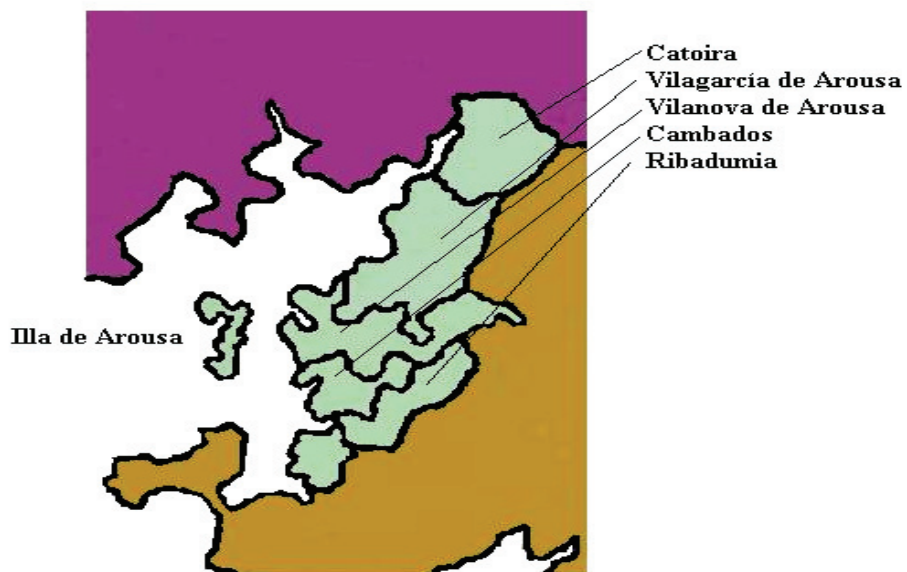 Catoira
Vilagarcía de Arousa
Vilanova de Arousa
Cambados
Ribadumia
Illa de Arousa